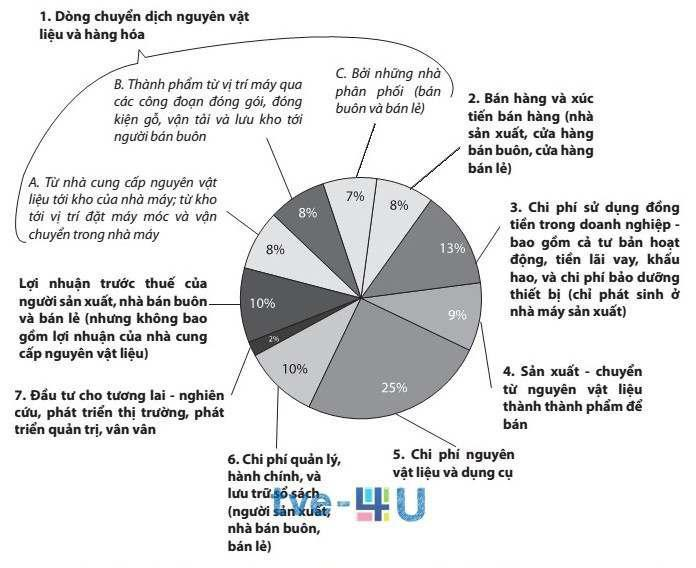 1. Dòng chuyển dịch nguyên vật
liệu và hàng hóa
B. Thành phẩm từ vị trí máy qua
các công đoạn đóng gói, đóng
kiện gỗ, vận tải và lưu kho tới
người bán buôn
C. Bởi những nhà
phân phối (bán
buôn và bán lẻ)
2. Bán hàng và xúc
tiến bán hàng (nhà
sản xuất, cửa hàng
bán buôn, cửa hàng
bán lẻ)
A. Từ nhà cung cấp nguyên vật
liệu tới kho của nhà máy; từ kho
tới vị trí đặt máy móc và vận
chuyển trong nhà máy
3. Chi phí sử dụng đồng
tiền trong doanh nghiệp -
bao gồm cả tư bản hoạt
động, tiền lãi vay, khấu
hao, và chi phí bảo dưỡng
thiết bị (chỉ phát sinh ở
nhà máy sản xuất)
7%
8%
8%
13%
8%
10%
9%
2%
10%
25%
Lợi nhuận trước thuế của
người sản xuất, nhà bán buôn
và bán lẻ (nhưng không bao
gồm lợi nhuận của nhà cung
cấp nguyên vật liệu)
4. Sản xuất - chuyển
từ nguyên vật liệu
thành thành phẩm để
bán
7. Đầu tư cho tương lai - nghiên
cứu, phát triển thị trường, phát
triển quản trị, vân vân
5. Chi phí nguyên
vật liệu và dụng cụ
6. Chi phí quản lý,
hành chính, và
lưu trữ sổ sách
(người sản xuất,
nhà bán buôn,
bán lẻ)
tve-4U